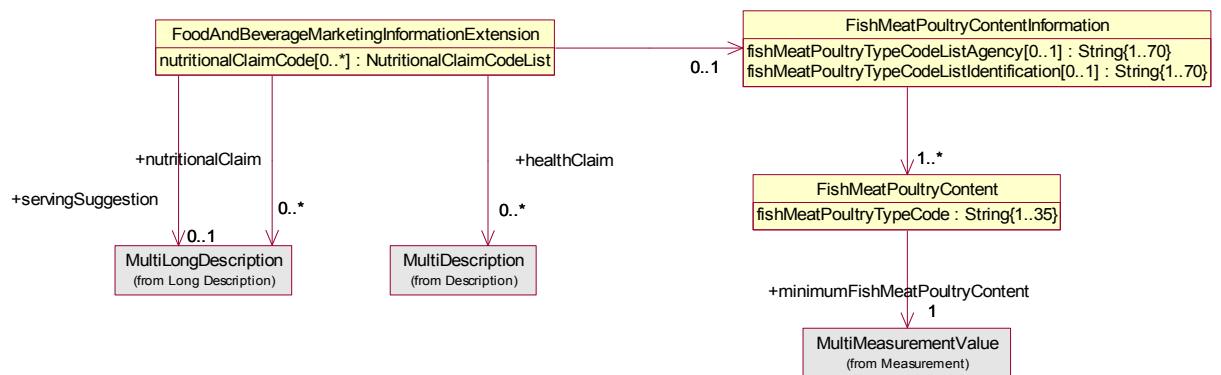 FoodAndBeverageMarketingInformationExtension
nutritionalClaimCode[0..*] : NutritionalClaimCodeList
0..1
FishMeatPoultryContentInformation
fishMeatPoultryTypeCodeListAgency[0..1] : String{1..70}
fishMeatPoultryTypeCodeListIdentification[0..1] : String{1..70}
+nutritionalClaim
+healthClaim
+servingSuggestion
0..1
0..*
0..*
1..*
MultiLongDescription
(from Long Description)
MultiDescription
(from Description)
FishMeatPoultryContent
fishMeatPoultryTypeCode : String{1..35}
+minimumFishMeatPoultryContent
1
MultiMeasurementValue
(from Measurement)